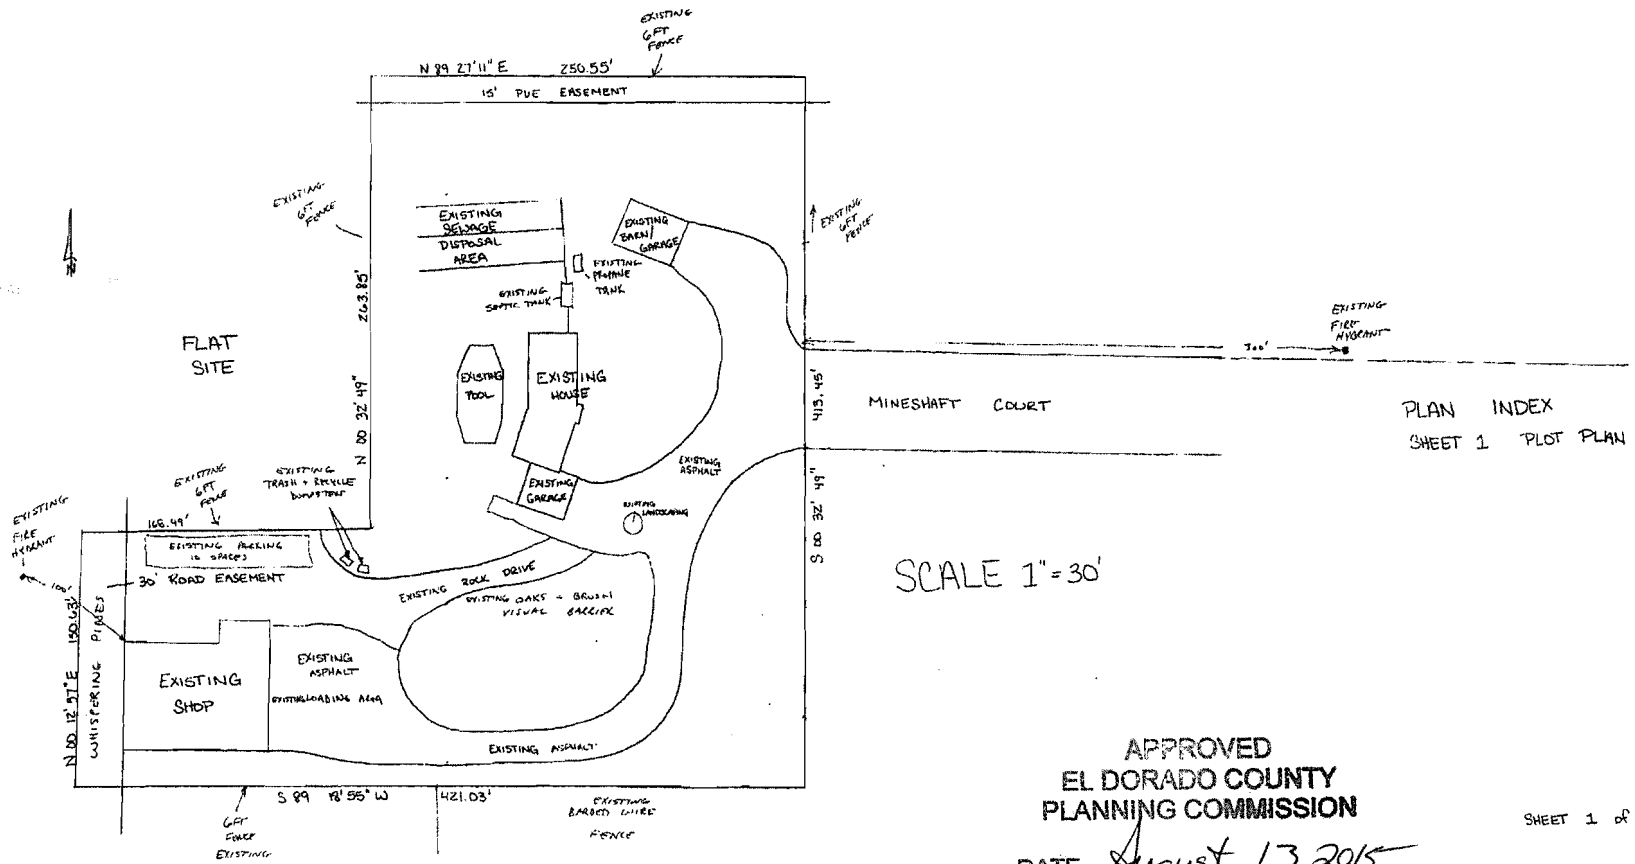 EXISTING
6FT
FENCE
N 89 27'11" E 250.55'
15' PUE EASEMENT
EXISTING
6FT
FENCE
EXISTING
SEWAGE
DISPOSAL
AREA
EXISTING
BARN/
GARAGE
EXISTING
6FT
FENCE
EXISTING
PROPANE
TANK
EXISTING
SEPTIC TANK
263.85'
N 00 32' 49"
FLAT
SITE
EXISTING
POOL
EXISTING
HOUSE
EXISTING
FIRE
HYDRANT
300'
413.45'
S 00 32' 49"
MINESHAFT COURT
PLAN INDEX
SHEET 1 PLOT PLAN
EXISTING
ASPHALT
EXISTING
GARAGE
EXISTING
LANDSCAPING
EXISTING
6FT
FENCE
EXISTING
TRASH + RECYCLE
DUMPSTERS
EXISTING
FIRE
HYDRANT
100'
168.49'
EXISTING PARKING
10 SPACES
30' ROAD EASEMENT
EXISTING ROCK DRIVE
EXISTING OAKS + BRUSH
VISUAL BARRIER
SCALE 1"=30'
N 00 12' 57" E 150.63'
WHISPERING PINES
EXISTING
SHOP
EXISTING
ASPHALT
EXISTING LOADING AREA
EXISTING ASPHALT
S 89 18'55" W 421.03'
6FT
FENCE
EXISTING
EXISTING
BARBED WIRE
FENCE
APPROVED
EL DORADO COUNTY
PLANNING COMMISSION
DATE August 13 2015
SHEET 1 of